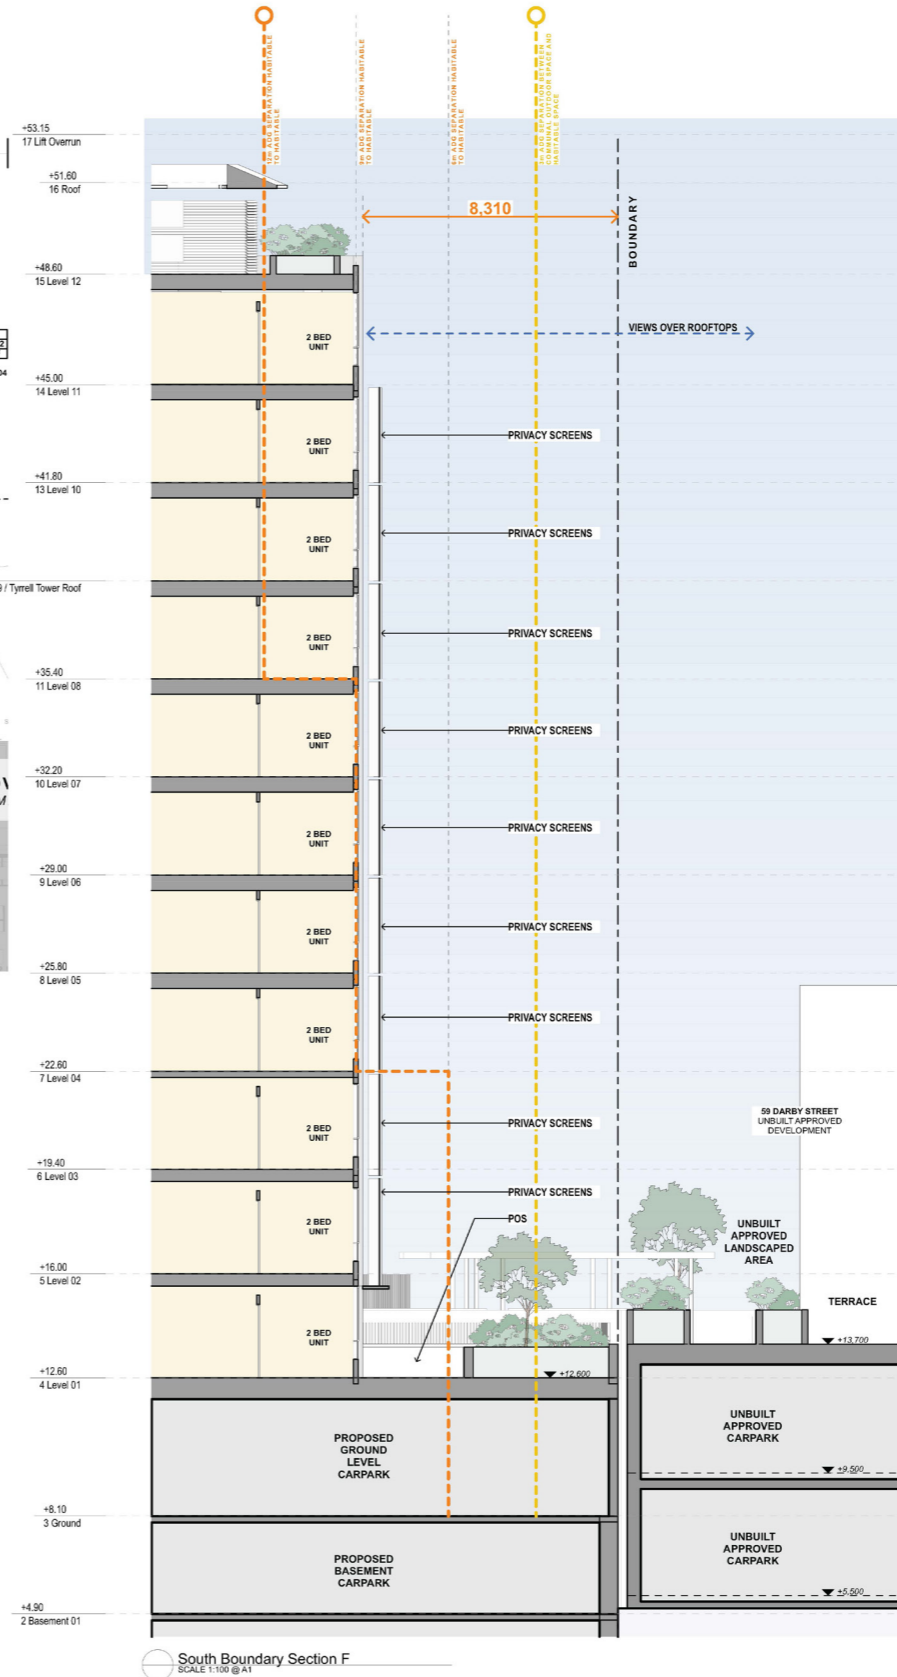 12m ADG SEPARATION HABITABLE
TO HABITABLE
9m ADG SEPARATION HABITABLE
TO HABITABLE
6m ADG SEPARATION HABITABLE
TO HABITABLE
ADG SEPARATION BETWEEN
COMMUNAL OUTDOOR SPACE AND
HABITABLE SPACE
+53.15
17 Lift Overrun
+51.60
16 Roof
8,310
BOUNDARY
+48.60
15 Level 12
VIEWS OVER ROOFTOPS
2 BED
UNIT
+45.00
14 Level 11
2 BED
UNIT
PRIVACY SCREENS
+41.80
13 Level 10
2 BED
UNIT
PRIVACY SCREENS
/ Tyrrell Tower Roof
2 BED
UNIT
PRIVACY SCREENS
+35.40
11 Level 08
2 BED
UNIT
PRIVACY SCREENS
+32.20
10 Level 07
2 BED
UNIT
PRIVACY SCREENS
+29.00
9 Level 06
2 BED
UNIT
PRIVACY SCREENS
+25.80
8 Level 05
2 BED
UNIT
PRIVACY SCREENS
+22.60
7 Level 04
2 BED
UNIT
PRIVACY SCREENS
59 DARBY STREET
UNBUILT APPROVED
DEVELOPMENT
+19.40
6 Level 03
2 BED
UNIT
PRIVACY SCREENS
POS
UNBUILT
APPROVED
LANDSCAPED
AREA
+16.00
5 Level 02
TERRACE
2 BED
UNIT
+13,700
+12.60
4 Level 01
+12,600
PROPOSED
GROUND
LEVEL
CARPARK
UNBUILT
APPROVED
CARPARK
+9,500
+8.10
3 Ground
PROPOSED
BASEMENT
CARPARK
UNBUILT
APPROVED
CARPARK
+5,500
+4.90
2 Basement 01
South Boundary Section F
SCALE 1:100 @ A1